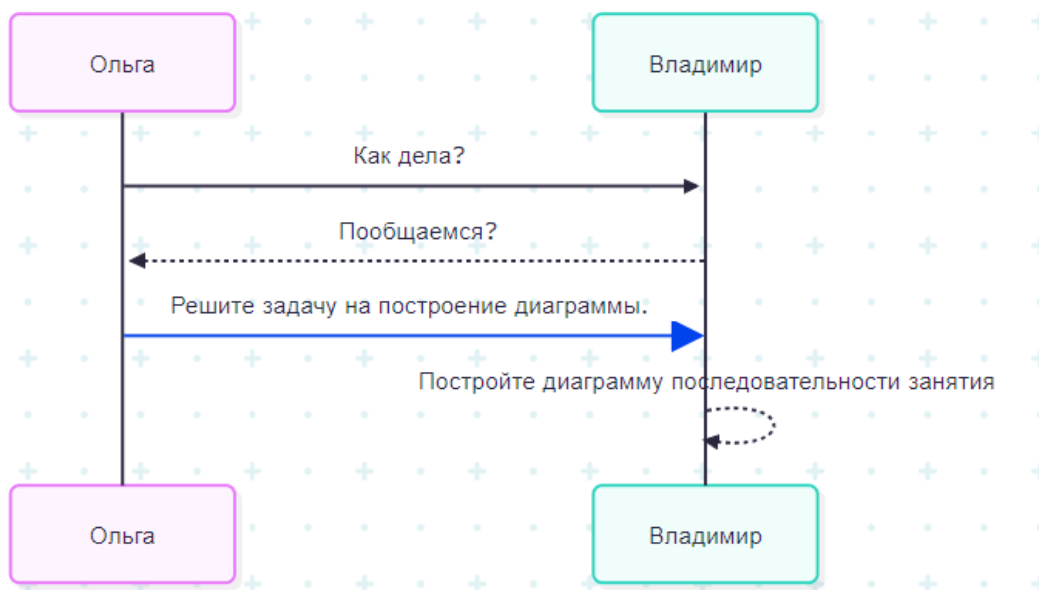 Ольга
Владимир
Как дела?
Пообщаемся?
Решите задачу на построение диаграммы.
Постройте диаграмму последовательности занятия
Ольга
Владимир